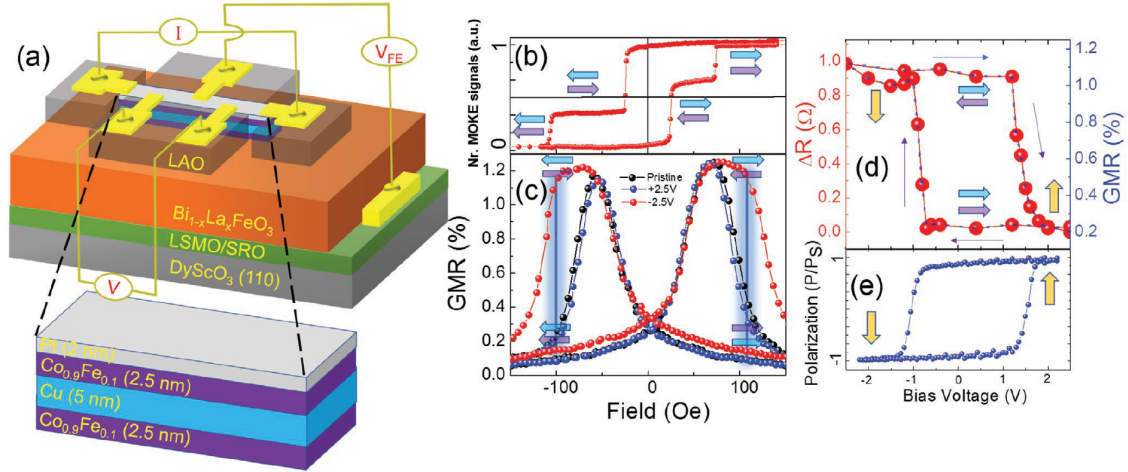 (a)
I
V_FE
LAO
Bi₁₋ₓLaₓFeO₃
LSMO/SRO
DyScO₃ (110)
V
Pt (2 nm)
Co₀.₉Fe₀.₁ (2.5 nm)
Cu (5 nm)
Co₀.₉Fe₀.₁ (2.5 nm)
(b)
Nr. MOKE signals (a.u.)
1
0
(c)
Pristine
+2.5V
-2.5V
GMR (%)
1.2
1.0
0.8
0.6
0.4
0.2
0.0
-100 0 100
Field (Oe)
(d)
ΔR (Ω)
1.0
0.8
0.6
0.4
0.2
0.0
GMR (%)
1.2
1.0
0.8
0.6
0.4
0.2
(e)
Polarization (P/Ps)
1
-1
-2 -1 0 1 2
Bias Voltage (V)